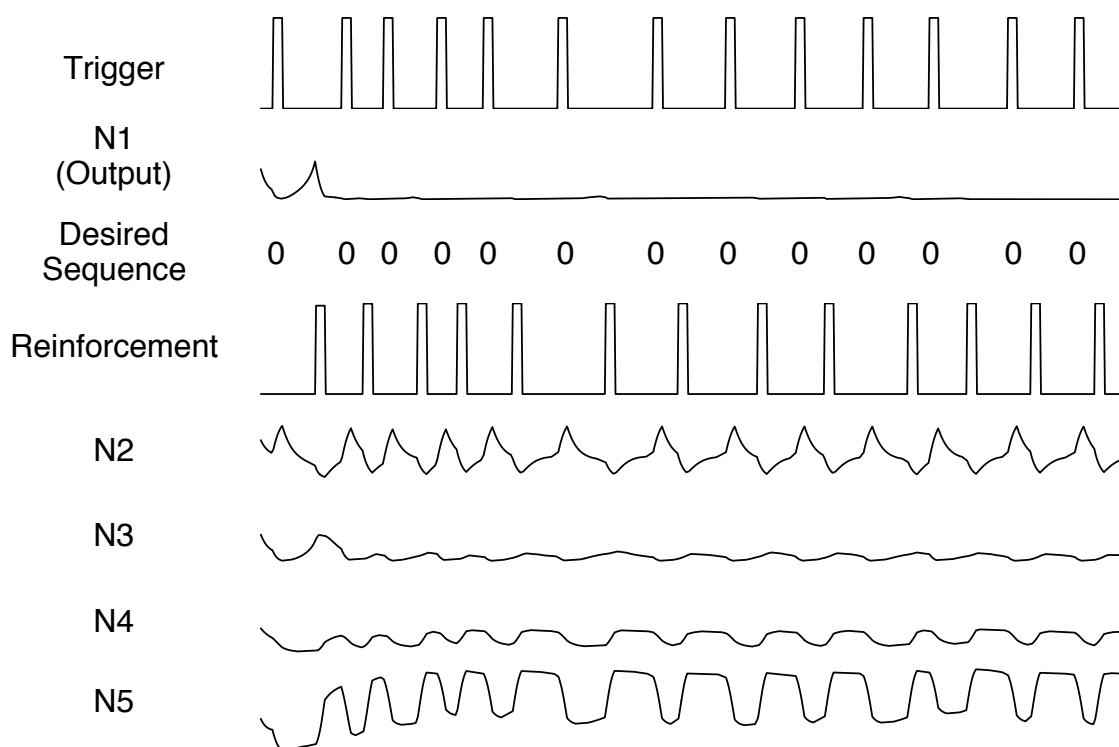 Trigger
N1
(Output)
Desired
Sequence
0 0 0 0 0 0 0 0 0 0 0 0 0
Reinforcement
N2
N3
N4
N5